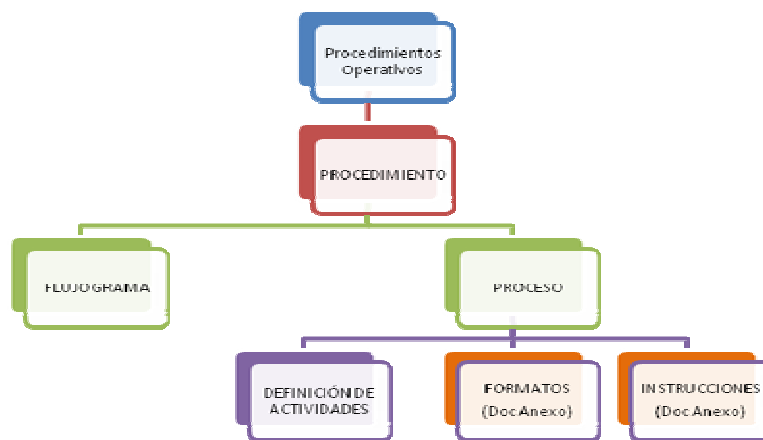 Procedimientos
Operativos
PROCEDIMIENTO
FLUJOGRAMA
PROCESO
DEFINICIÓN DE
ACTIVIDADES
FORMATOS
(Doc Anexo)
INSTRUCCIONES
(Doc Anexo)